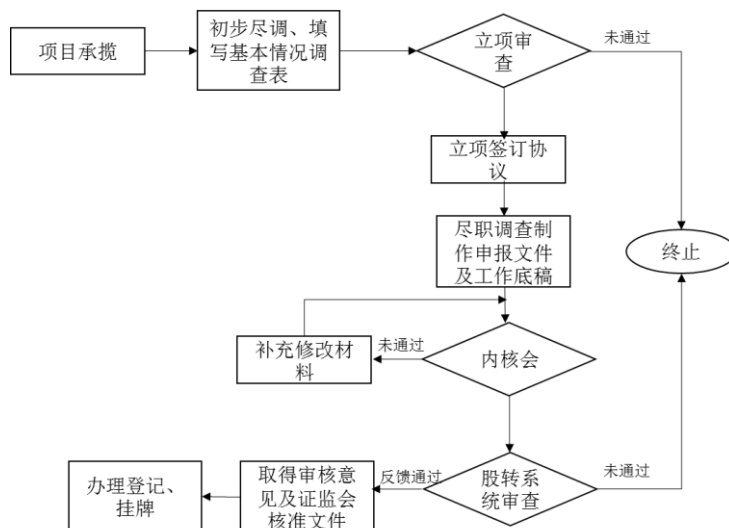 项目承揽
初步尽调、填
写基本情况调
查表
立项审
查
未通过
立项签订协
议
尽职调查制
作申报文件
及工作底稿
终止
补充修改材
料
未通过
内核会
办理登记、
挂牌
取得审核意
见及证监会
核准文件
反馈通过
股转系
统审查
未通过